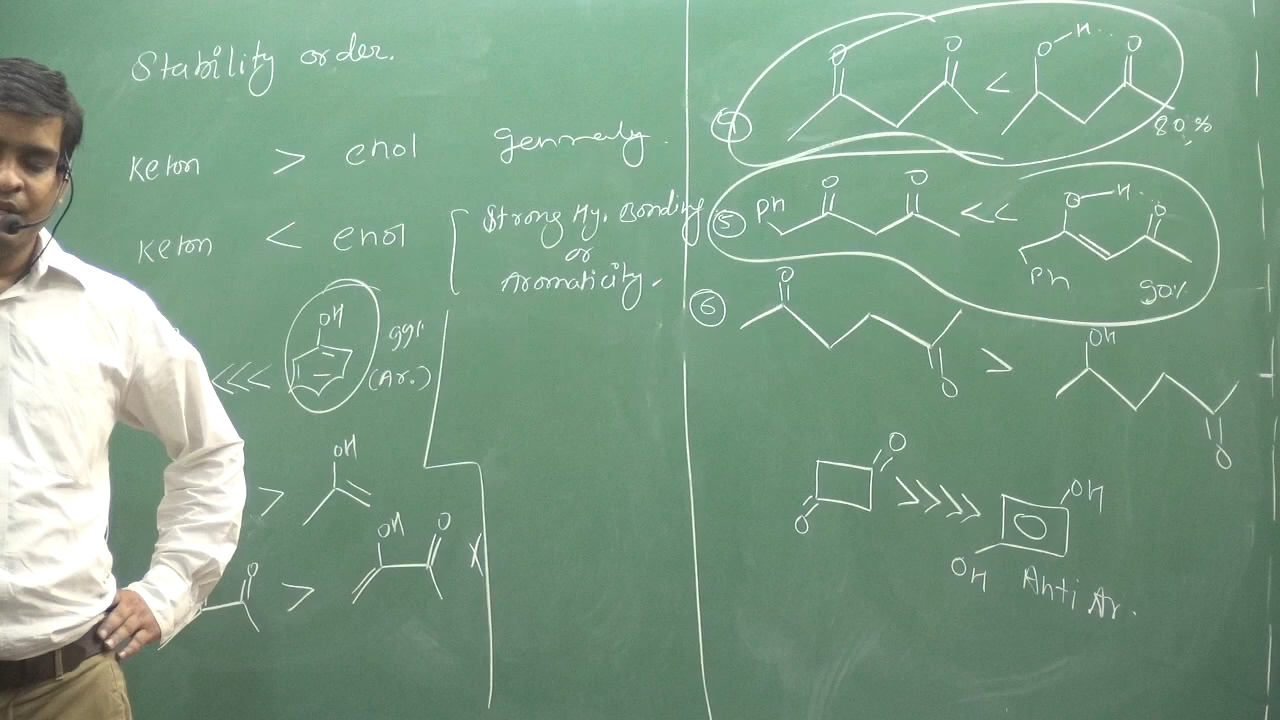 Stability order.
Keton > enol Genmaly.
Keton < enol Strong Hy. Bonding
or
Aromaticity.
<<< OH 99%
(Ar.)
> OH
O > OH O X
4 O O < O-H... O
80%
5 Ph O O << O-H... O
Ph 90%
6 O O > OH O
O O >>>> OH OH
Anti Ar.